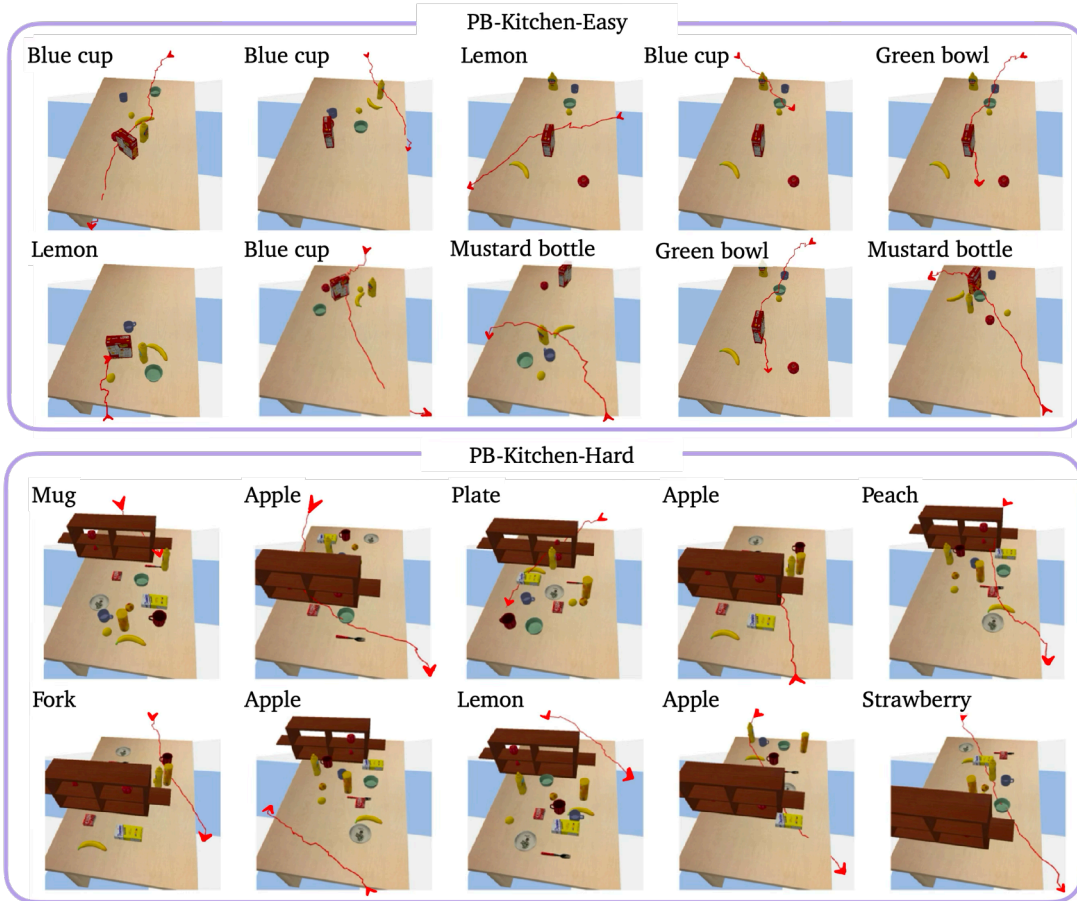 PB-Kitchen-Easy
Blue cup
Blue cup
Lemon
Blue cup
Green bowl
Lemon
Blue cup
Mustard bottle
Green bowl
Mustard bottle
PB-Kitchen-Hard
Mug
Apple
Plate
Apple
Peach
Fork
Apple
Lemon
Apple
Strawberry